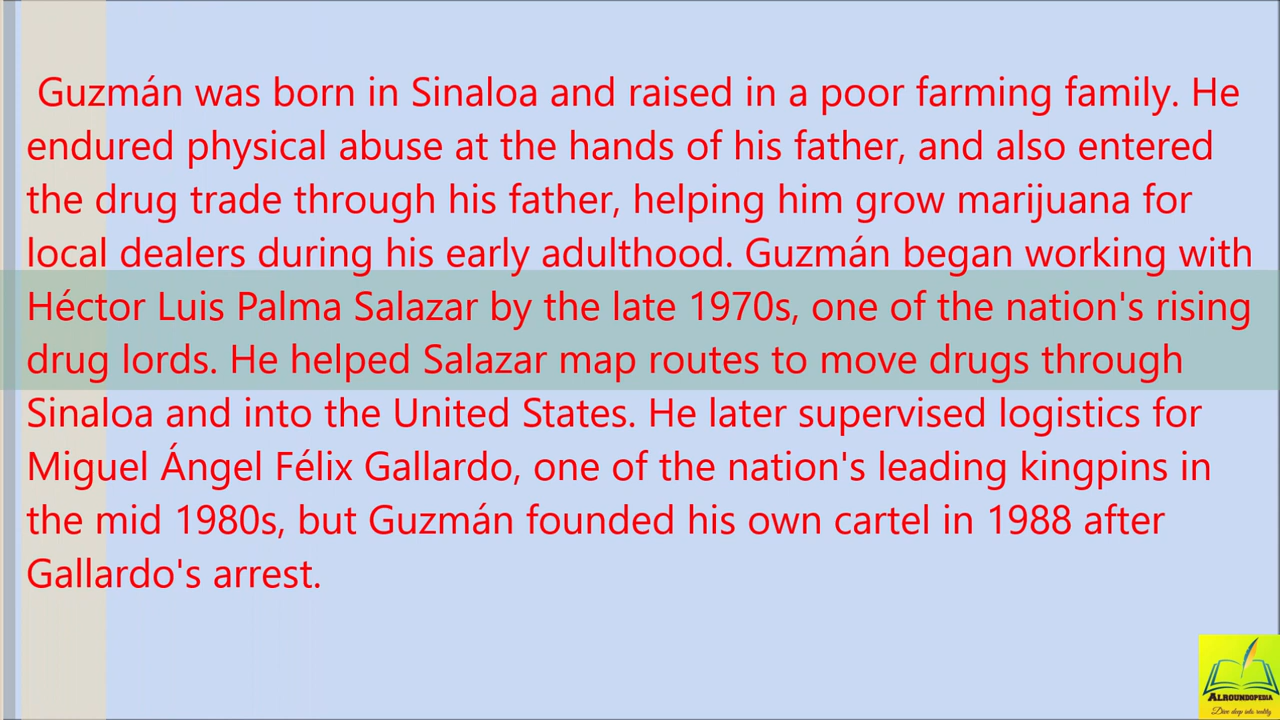 Guzmán was born in Sinaloa and raised in a poor farming family. He
endured physical abuse at the hands of his father, and also entered
the drug trade through his father, helping him grow marijuana for
local dealers during his early adulthood. Guzmán began working with
Héctor Luis Palma Salazar by the late 1970s, one of the nation's rising
drug lords. He helped Salazar map routes to move drugs through
Sinaloa and into the United States. He later supervised logistics for
Miguel Ángel Félix Gallardo, one of the nation's leading kingpins in
the mid 1980s, but Guzmán founded his own cartel in 1988 after
Gallardo's arrest.
ALROUNDOPEDIA
Dive deep into reality